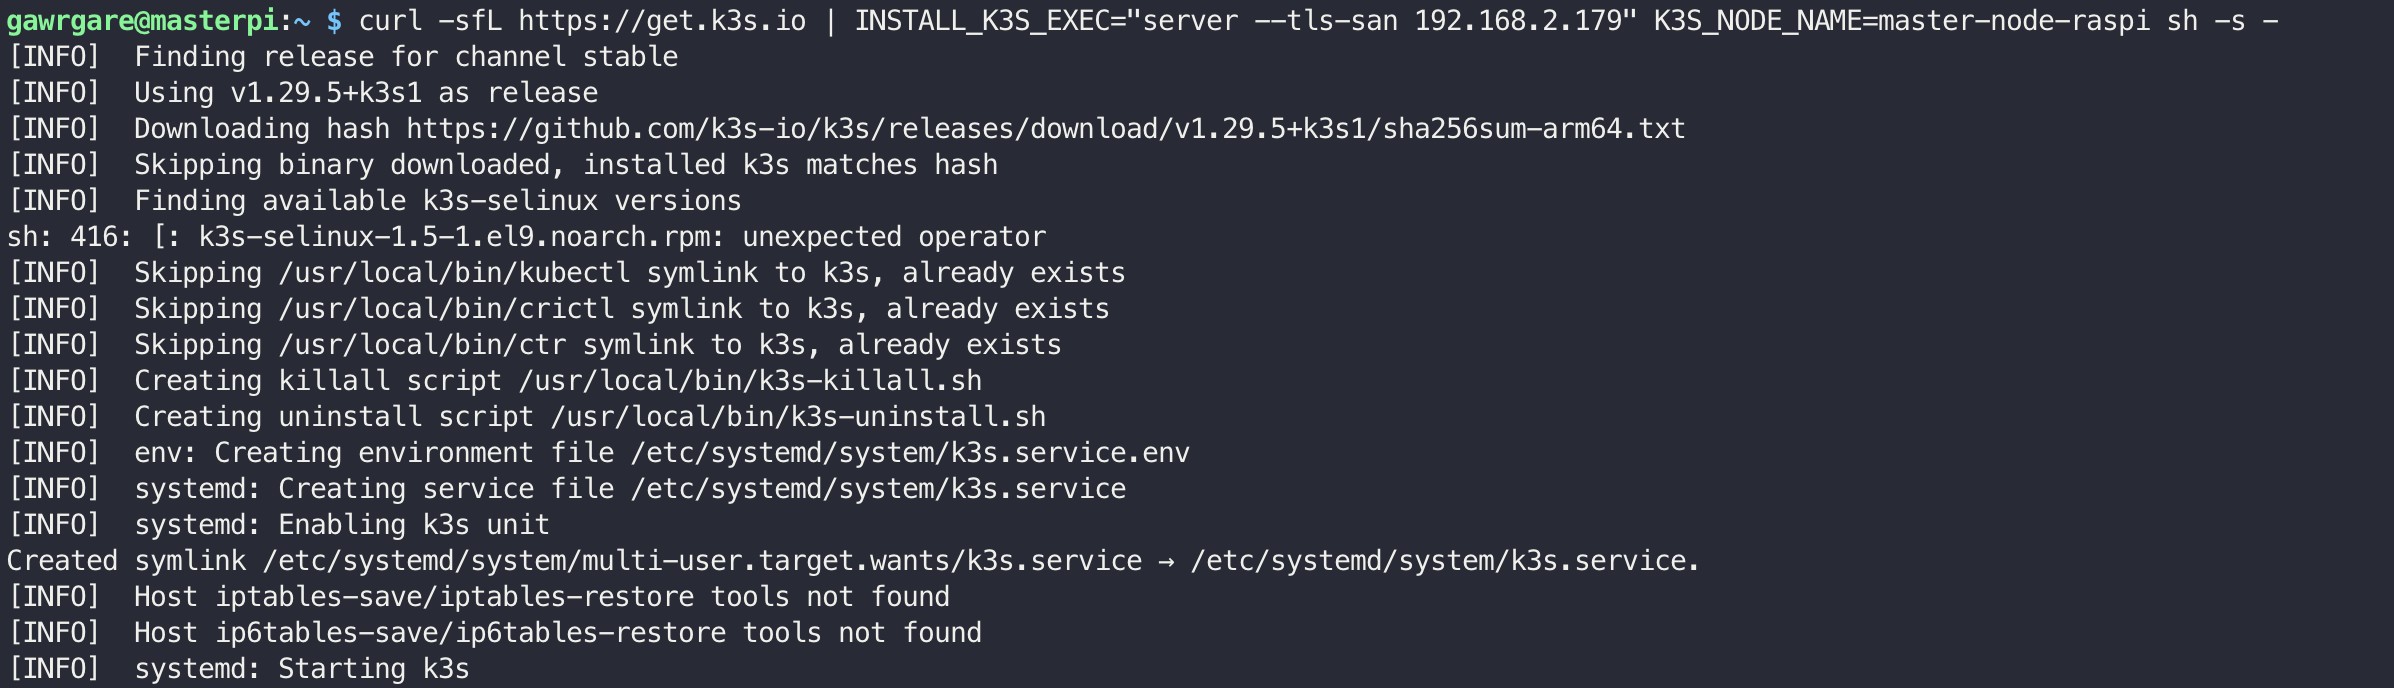 gawrgare@masterpi:~ $ curl -sfL https://get.k3s.io | INSTALL_K3S_EXEC="server --tls-san 192.168.2.179" K3S_NODE_NAME=master-node-raspi sh -s -
[INFO]  Finding release for channel stable
[INFO]  Using v1.29.5+k3s1 as release
[INFO]  Downloading hash https://github.com/k3s-io/k3s/releases/download/v1.29.5+k3s1/sha256sum-arm64.txt
[INFO]  Skipping binary downloaded, installed k3s matches hash
[INFO]  Finding available k3s-selinux versions
sh: 416: [: k3s-selinux-1.5-1.el9.noarch.rpm: unexpected operator
[INFO]  Skipping /usr/local/bin/kubectl symlink to k3s, already exists
[INFO]  Skipping /usr/local/bin/crictl symlink to k3s, already exists
[INFO]  Skipping /usr/local/bin/ctr symlink to k3s, already exists
[INFO]  Creating killall script /usr/local/bin/k3s-killall.sh
[INFO]  Creating uninstall script /usr/local/bin/k3s-uninstall.sh
[INFO]  env: Creating environment file /etc/systemd/system/k3s.service.env
[INFO]  systemd: Creating service file /etc/systemd/system/k3s.service
[INFO]  systemd: Enabling k3s unit
Created symlink /etc/systemd/system/multi-user.target.wants/k3s.service → /etc/systemd/system/k3s.service.
[INFO]  Host iptables-save/iptables-restore tools not found
[INFO]  Host ip6tables-save/ip6tables-restore tools not found
[INFO]  systemd: Starting k3s